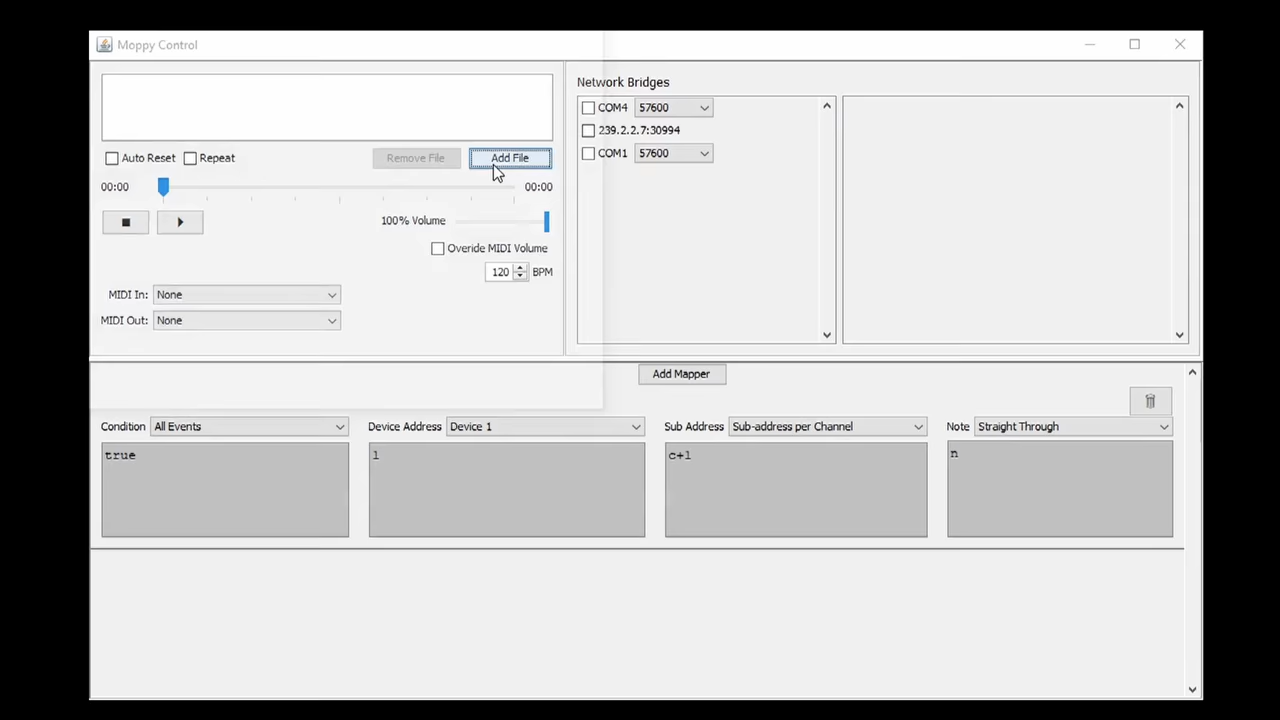 Moppy Control
Network Bridges
COM4 57600
239.2.2.7:30994
COM1 57600
Auto Reset Repeat Remove File Add File
00:00 00:00
100% Volume
Overide MIDI Volume
120 BPM
MIDI In: None
MIDI Out: None
Add Mapper
Condition All Events Device Address Device 1 Sub Address Sub-address per Channel Note Straight Through
true 1 c+1 n